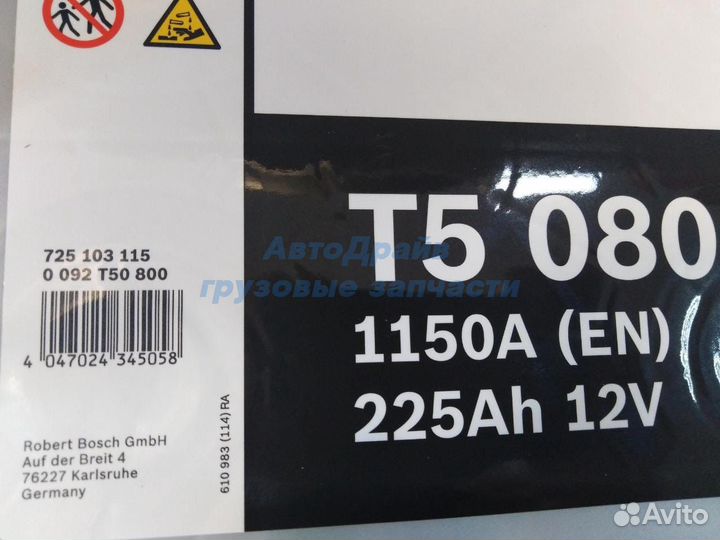 725 103 115
0 092 T50 800
4 047024 345058
Robert Bosch GmbH
Auf der Breit 4
76227 Karlsruhe
Germany
610 983 (114) RA
T5 080
1150A (EN)
225Ah 12V
АвтоДрайв
грузовые запчасти
Avito